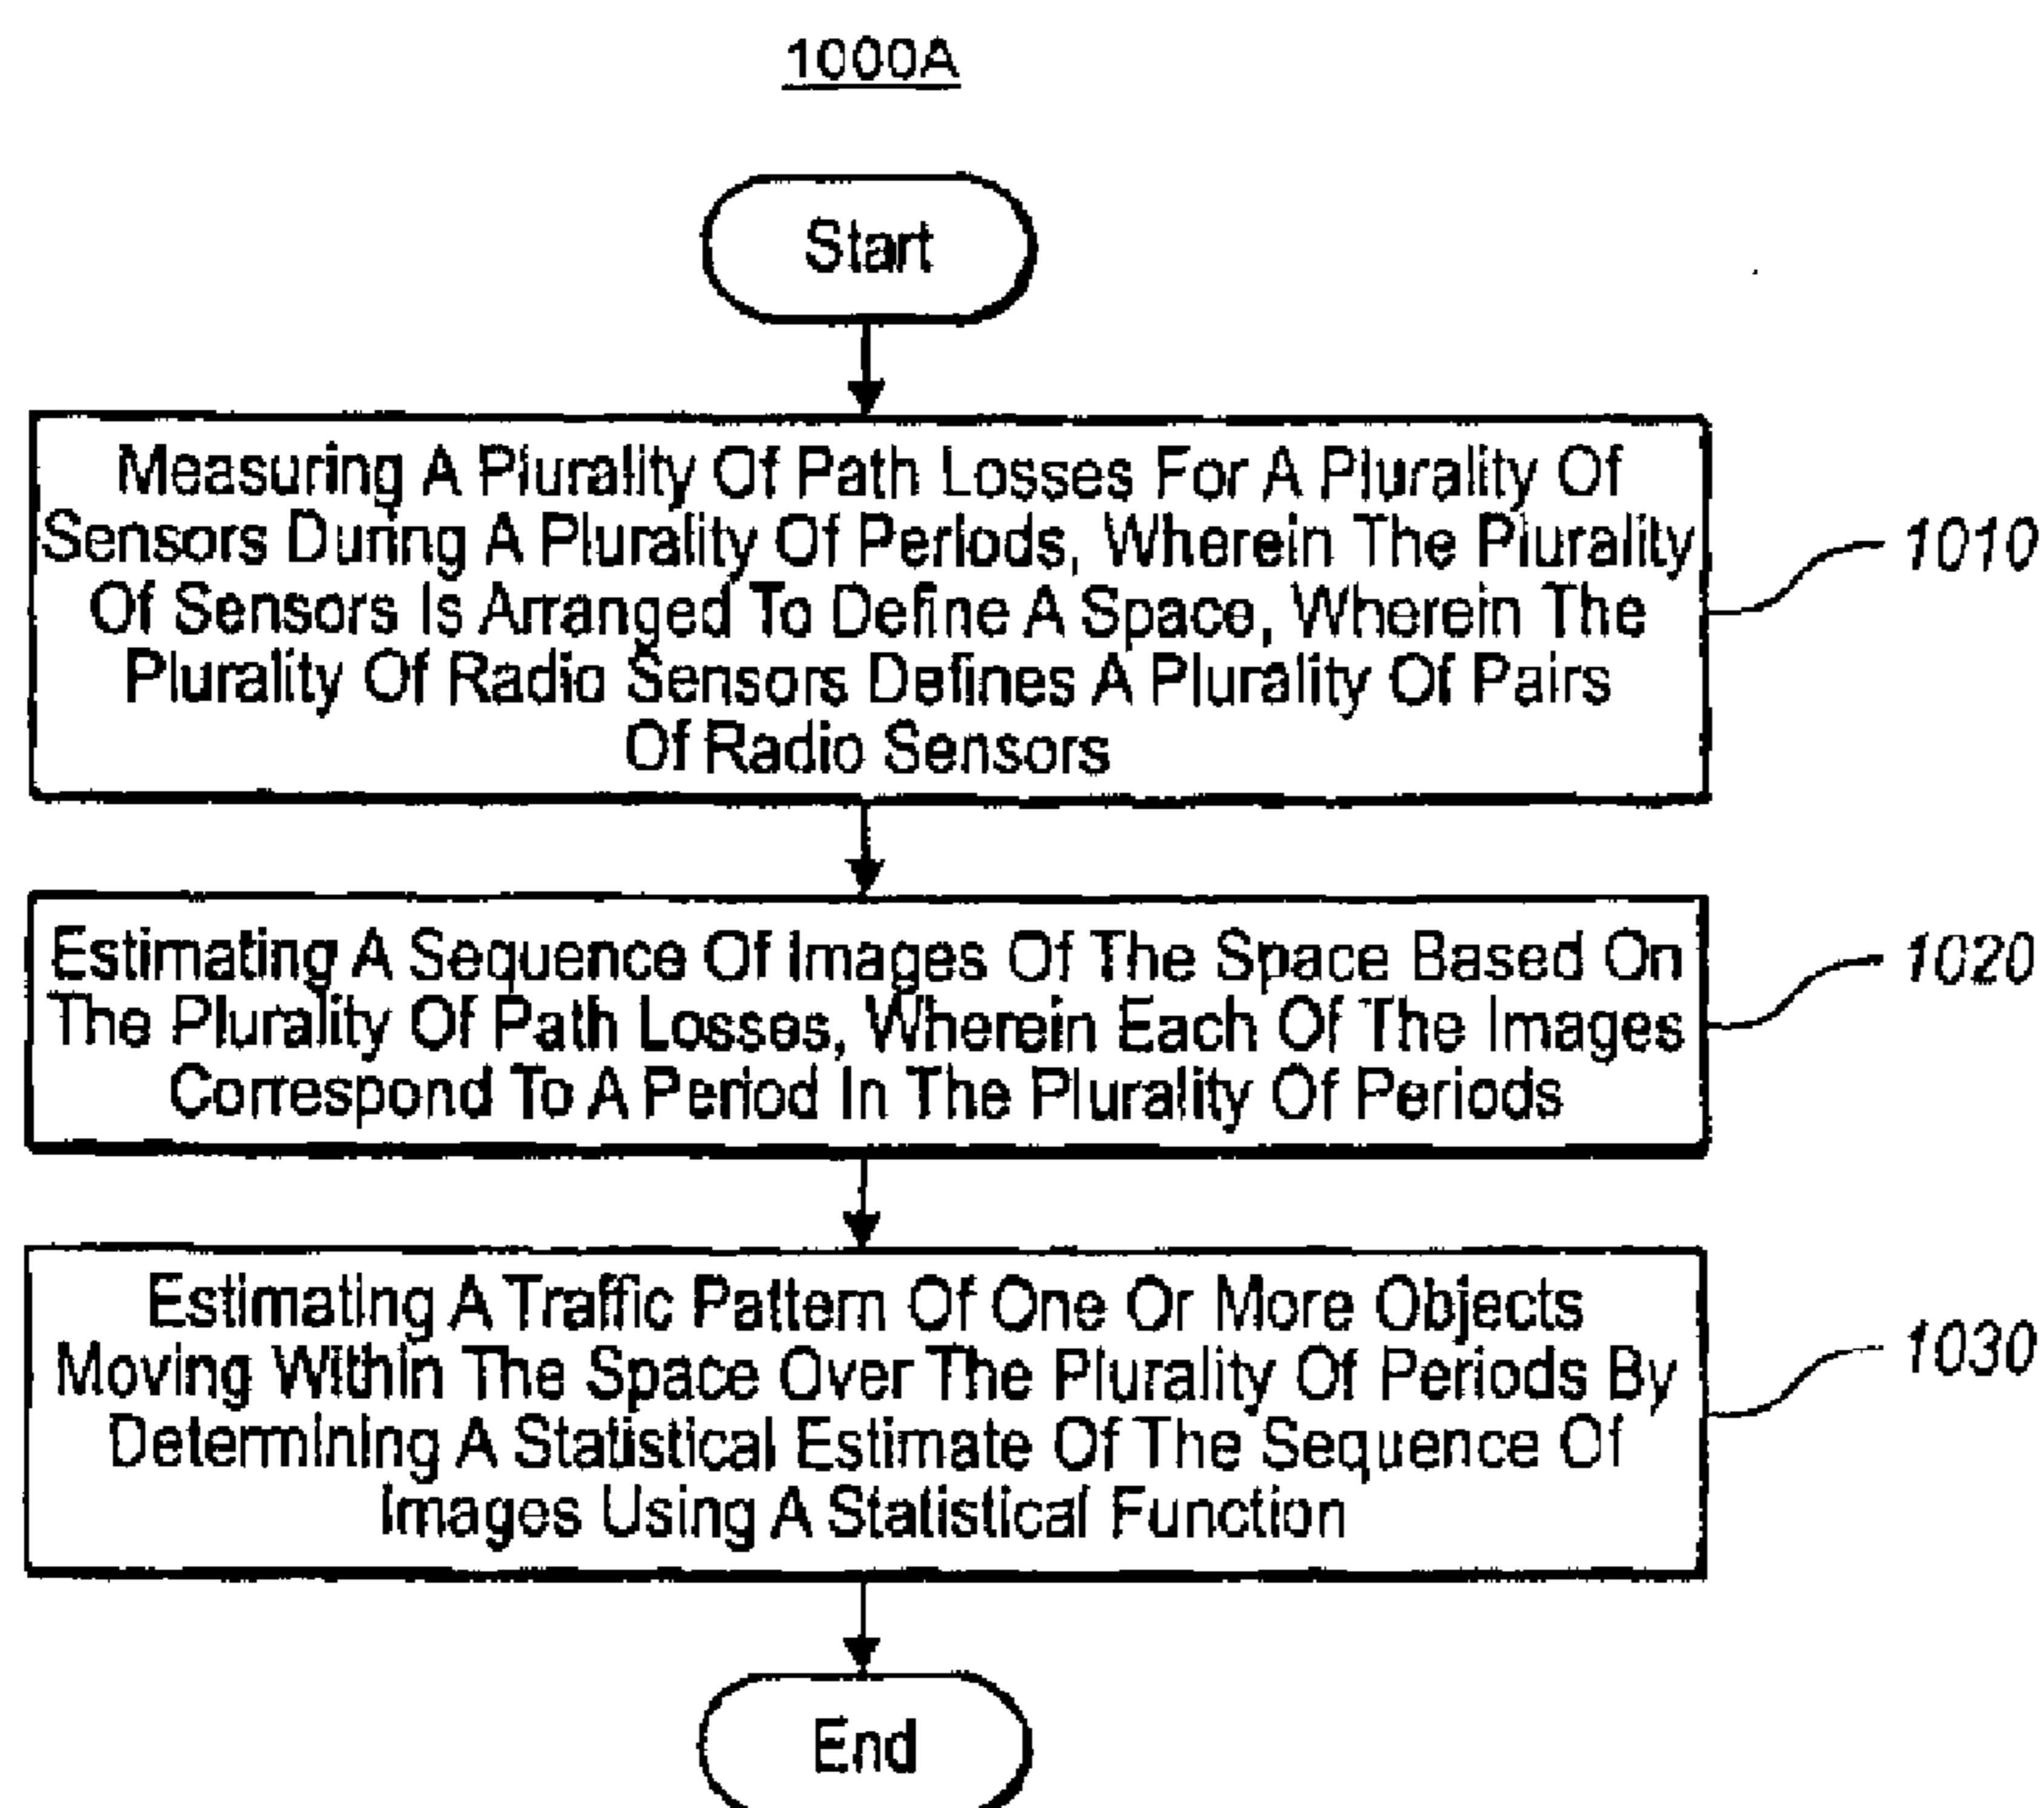 1000A
Start
Measuring A Plurality Of Path Losses For A Plurality Of
Sensors During A Plurality Of Periods, Wherein The Plurality
Of Sensors Is Arranged To Define A Space, Wherein The
Plurality Of Radio Sensors Defines A Plurality Of Pairs
Of Radio Sensors
1010
Estimating A Sequence Of Images Of The Space Based On
The Plurality Of Path Losses, Wherein Each Of The Images
Correspond To A Period In The Plurality Of Periods
1020
Estimating A Traffic Pattern Of One Or More Objects
Moving Within The Space Over The Plurality Of Periods By
Determining A Statistical Estimate Of The Sequence Of
Images Using A Statistical Function
1030
End